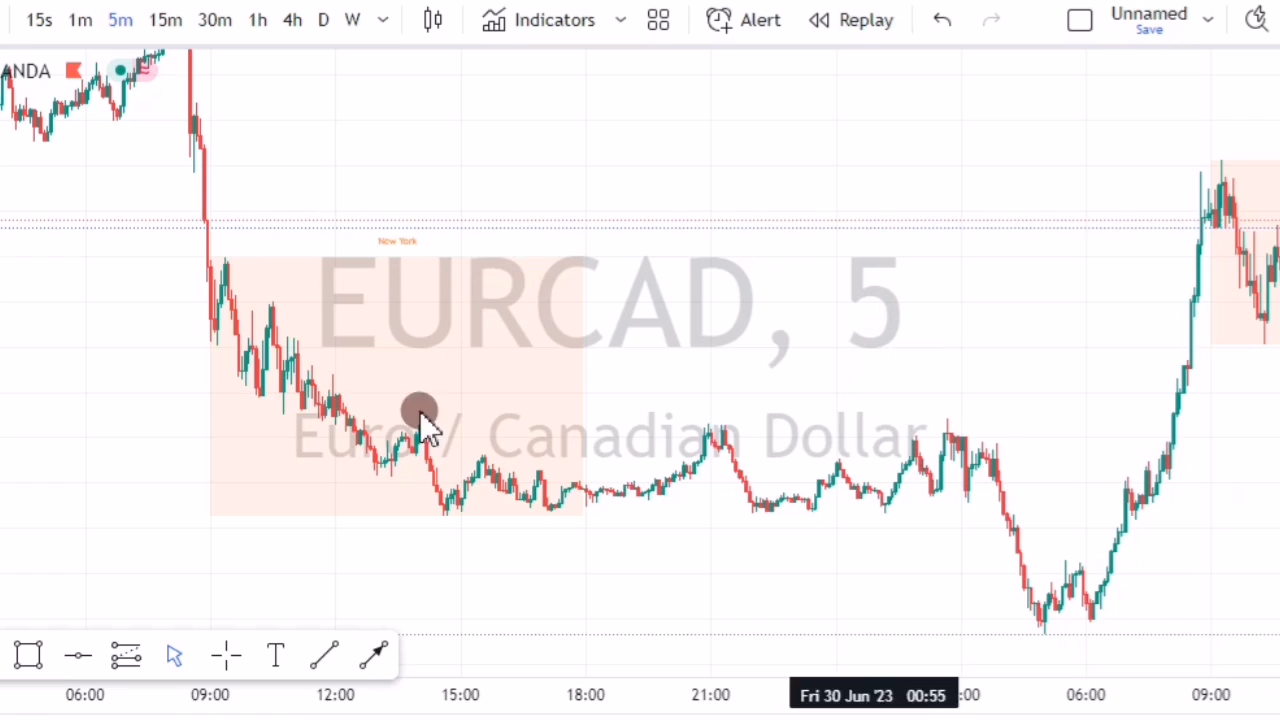 15s 1m 5m 15m 30m 1h 4h D W Indicators Alert Replay Unnamed
Save
ANDA
New York
EURCAD, 5
Euro / Canadian Dollar
06:00 09:00 12:00 15:00 18:00 21:00 Fri 30 Jun '23 00:55 :00 06:00 09:00